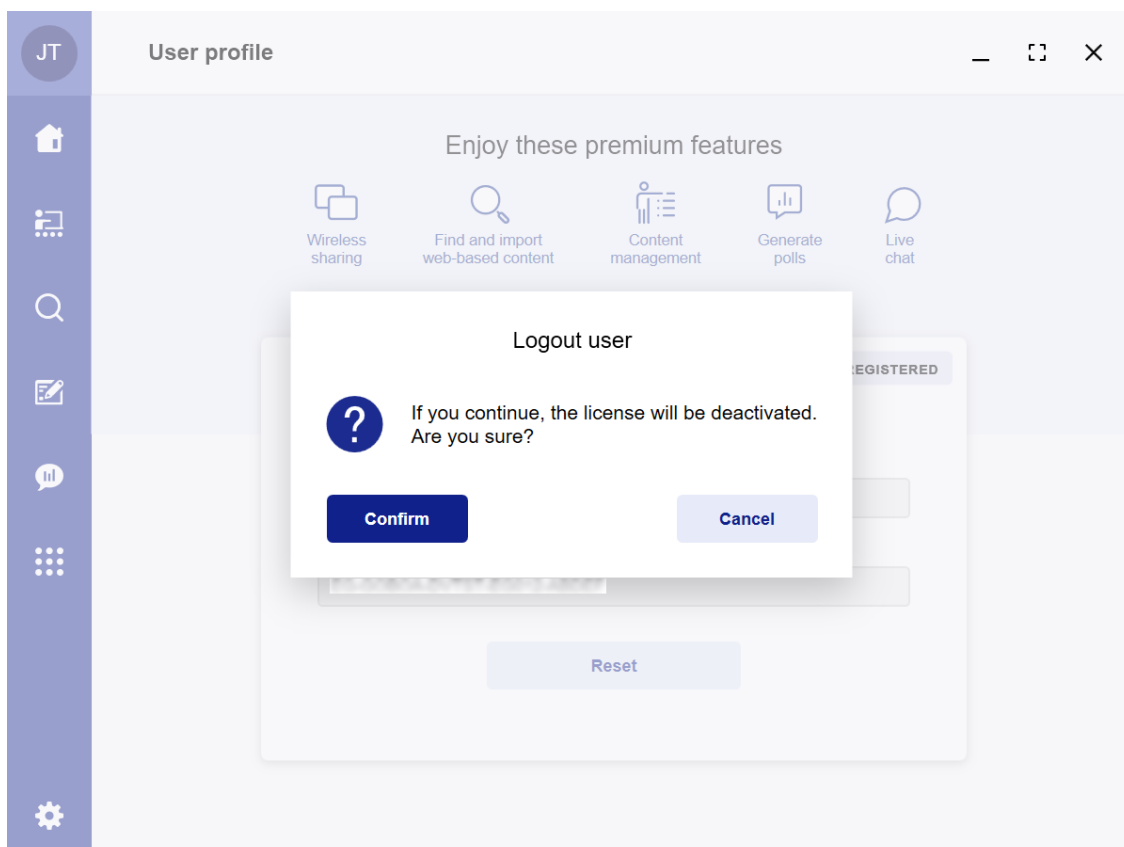 JT
User profile
Enjoy these premium features
Wireless
sharing
Find and import
web-based content
Content
management
Generate
polls
Live
chat
Logout user
If you continue, the license will be deactivated.
Are you sure?
Confirm
Cancel
Reset